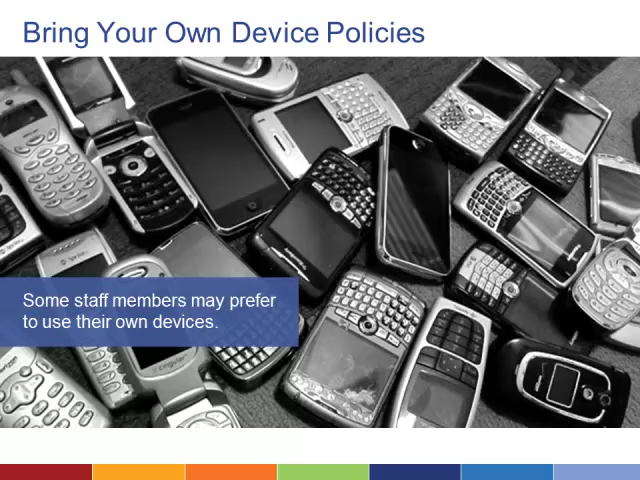 Bring Your Own Device Policies
Some staff members may prefer
to use their own devices.